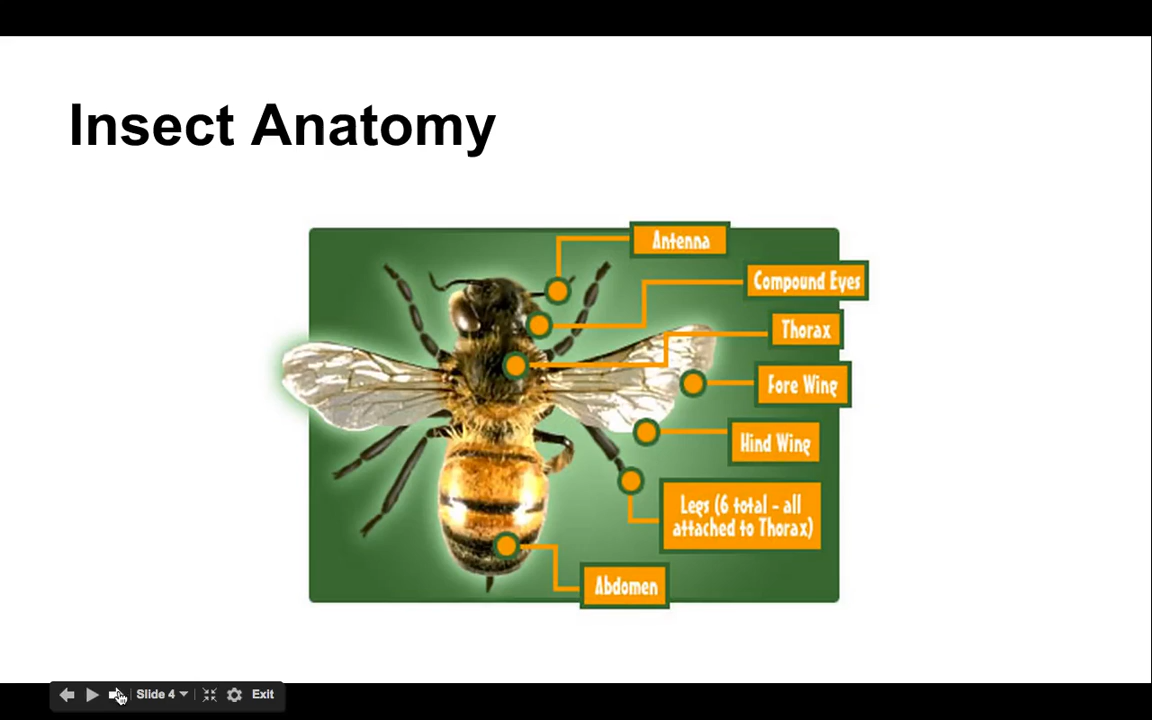 Insect Anatomy
Antenna
Compound Eyes
Thorax
Fore Wing
Hind Wing
Legs (6 total - all
attached to Thorax)
Abdomen
Slide 4
Exit